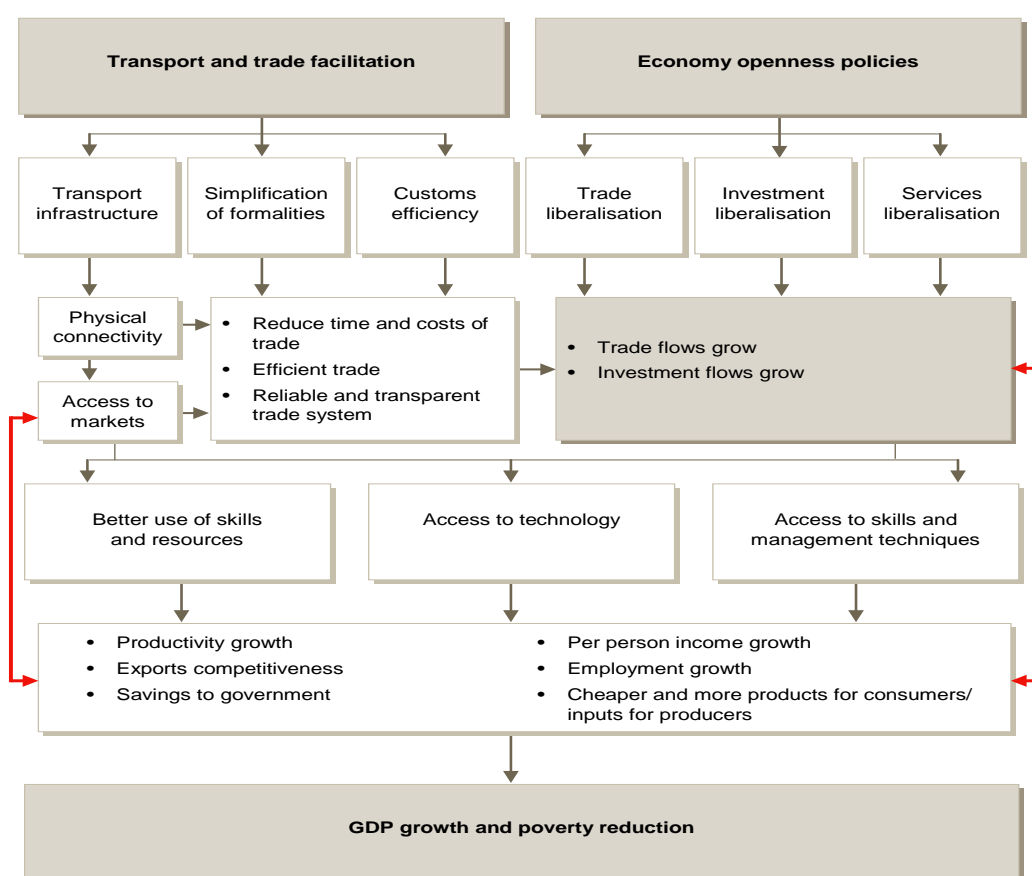 Transport and trade facilitation
Economy openness policies
Transport
infrastructure
Simplification
of formalities
Customs
efficiency
Trade
liberalisation
Investment
liberalisation
Services
liberalisation
Physical
connectivity
Access to
markets
• Reduce time and costs of
trade
• Efficient trade
• Reliable and transparent
trade system
• Trade flows grow
• Investment flows grow
Better use of skills
and resources
Access to technology
Access to skills and
management techniques
• Productivity growth
• Exports competitiveness
• Savings to government
• Per person income growth
• Employment growth
• Cheaper and more products for consumers/
inputs for producers
GDP growth and poverty reduction